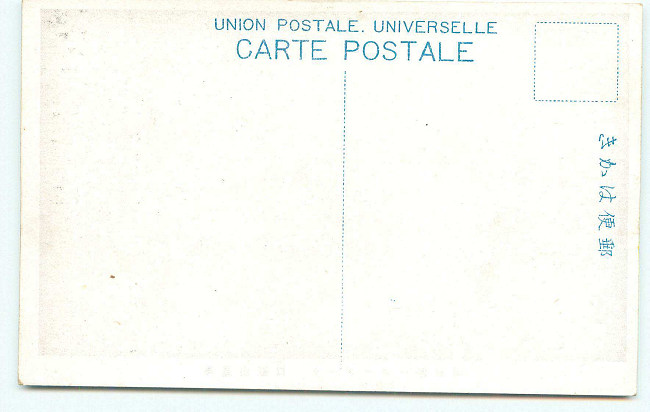 UNION POSTALE. UNIVERSELLE
CARTE POSTALE
郵便はかき